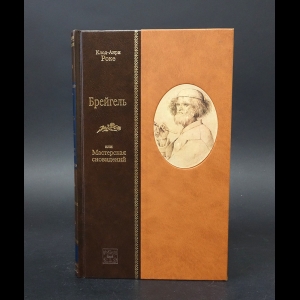 Клод-Анри
Роке
Брейгель
или
Мастерская
сновидений